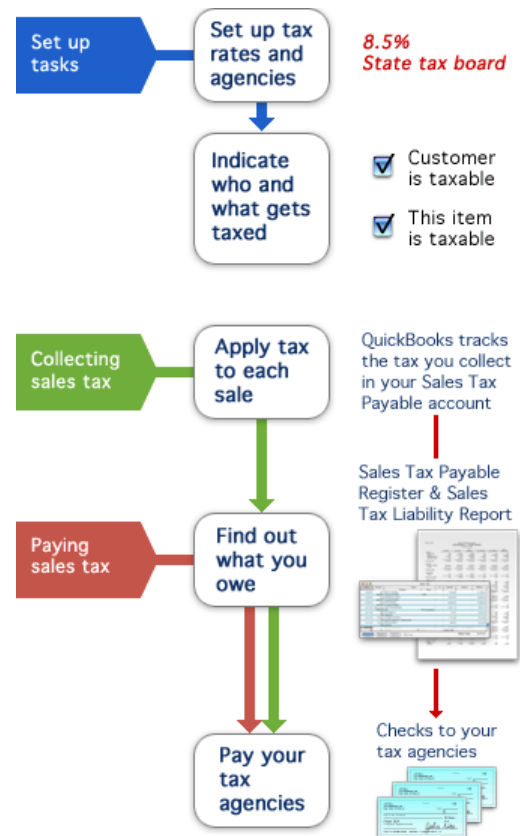 Set up
tasks
Set up tax
rates and
agencies
8.5%
State tax board
Indicate
who and
what gets
taxed
Customer
is taxable
This item
is taxable
Collecting
sales tax
Apply tax
to each
sale
QuickBooks tracks
the tax you collect
in your Sales Tax
Payable account
Sales Tax Payable
Register & Sales
Tax Liability Report
Paying
sales tax
Find out
what you
owe
Pay your
tax
agencies
Checks to your
tax agencies